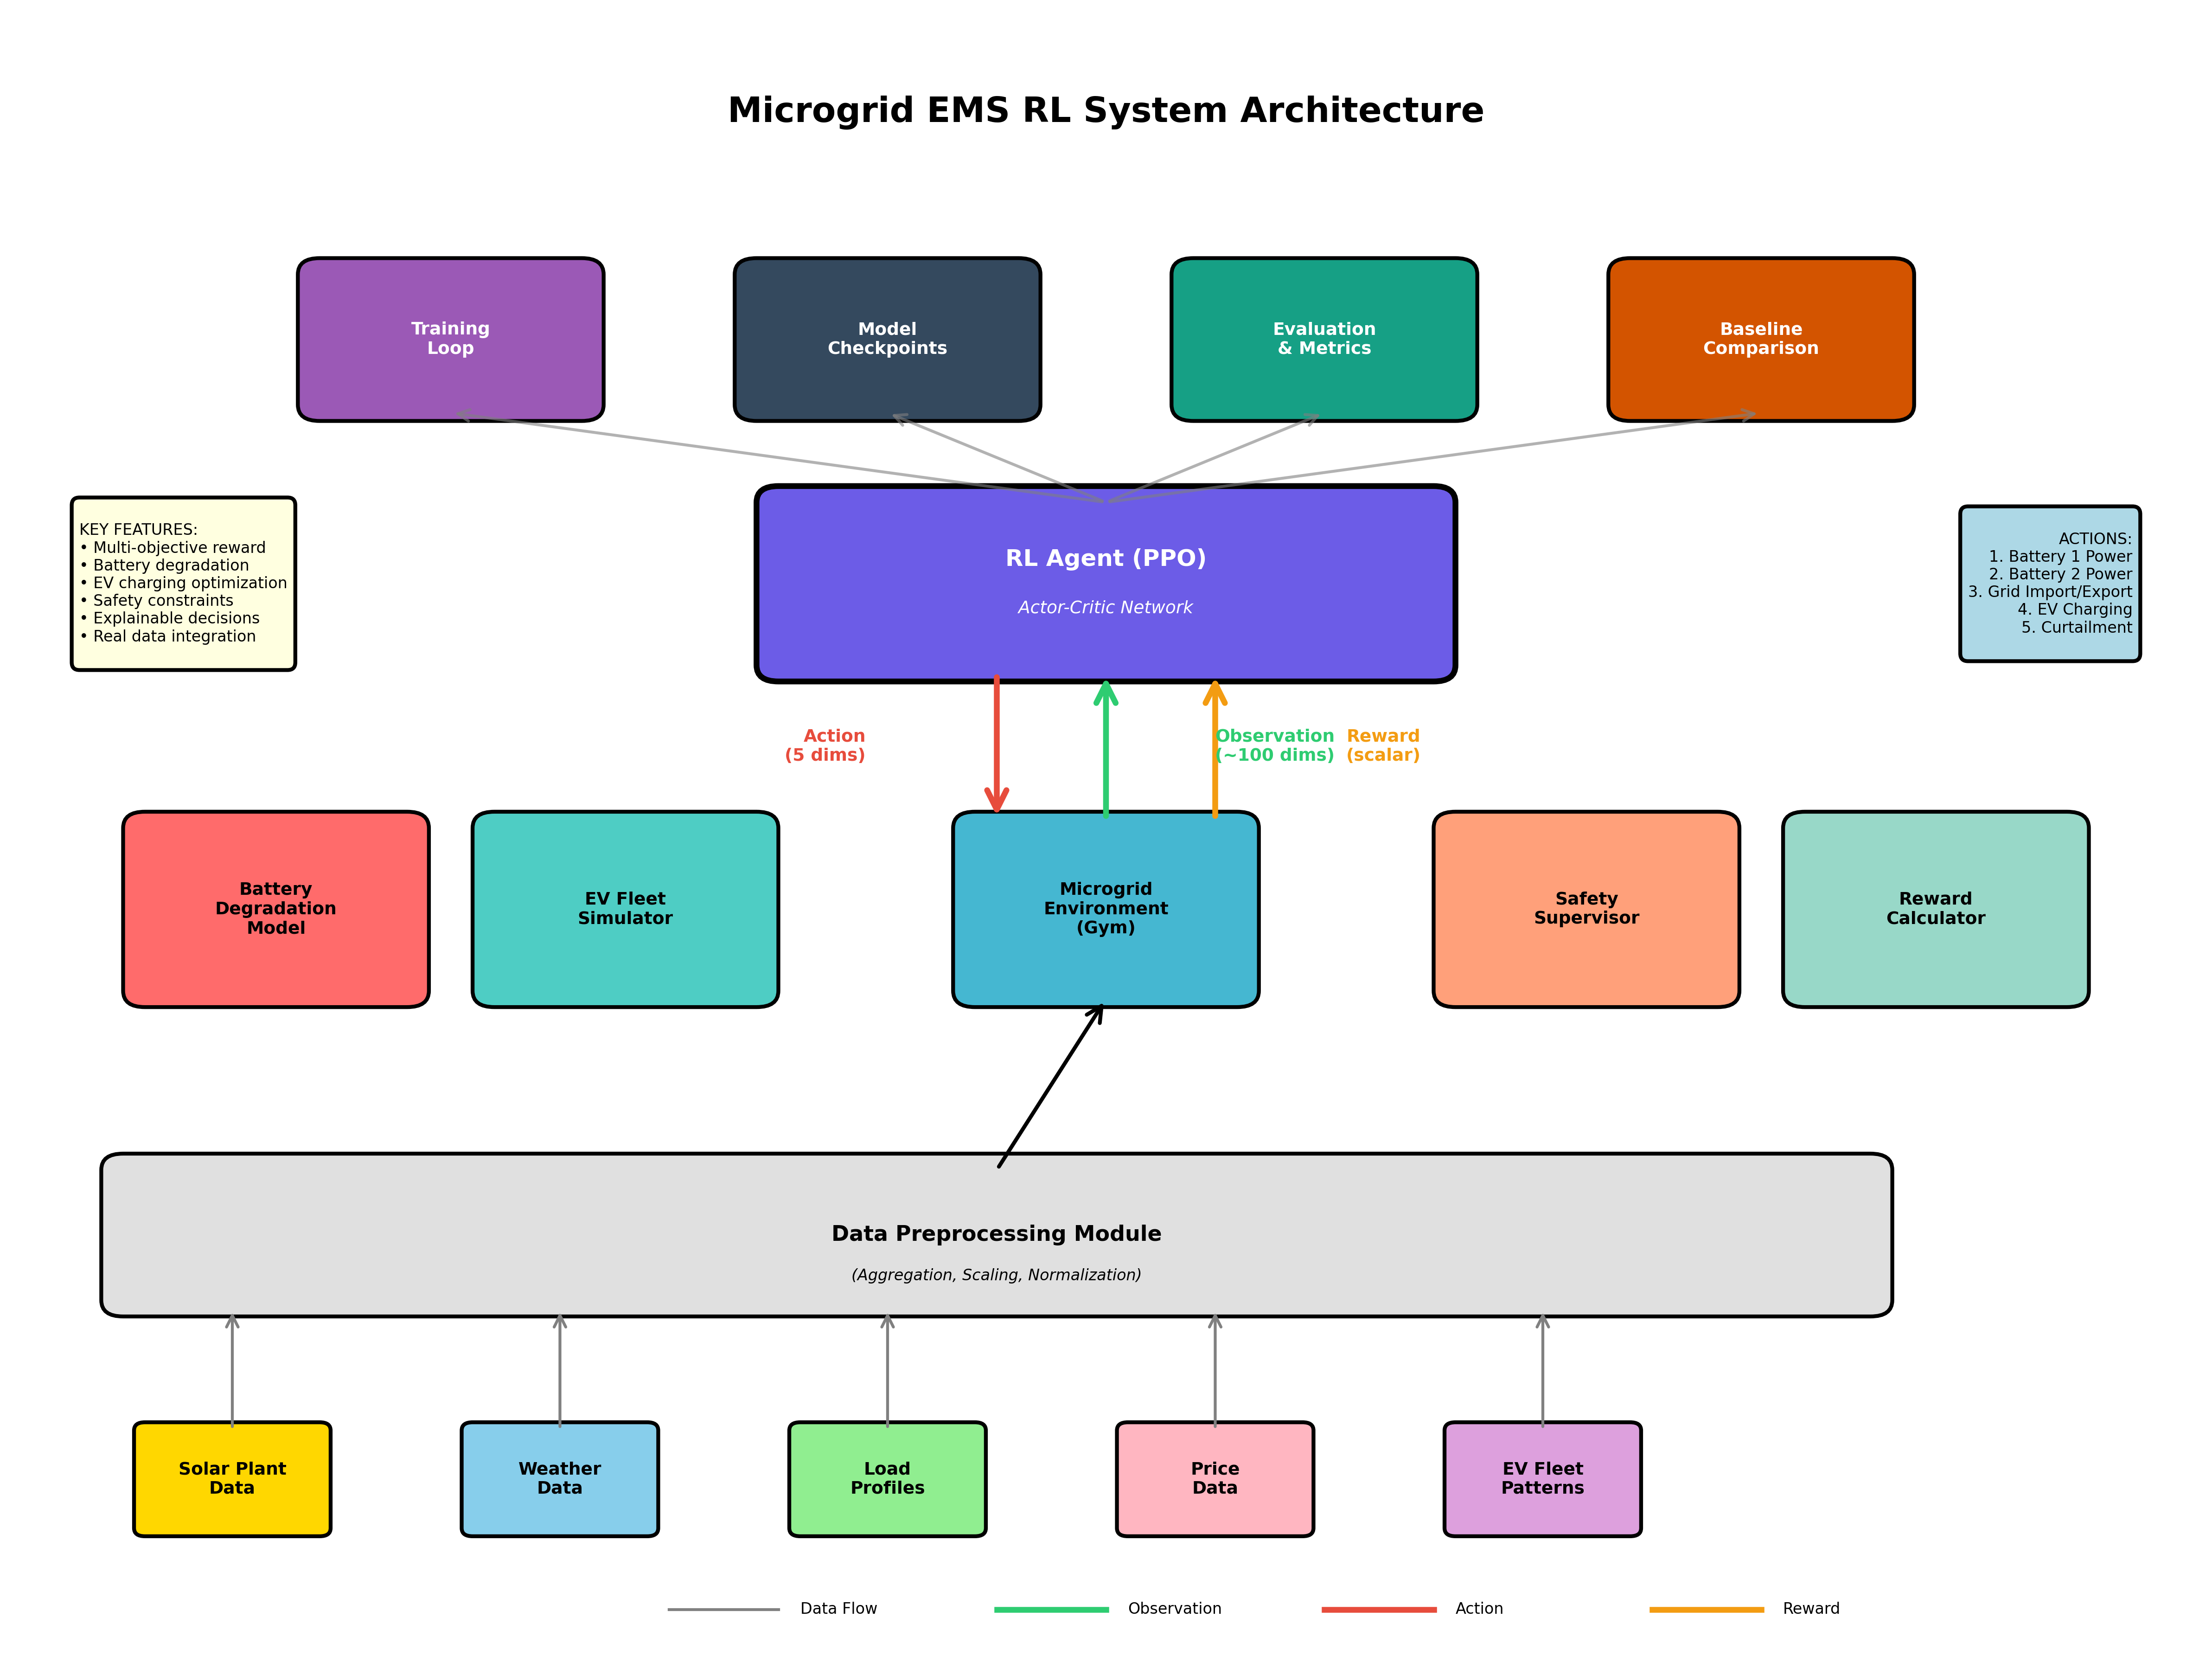 Microgrid EMS RL System Architecture
Training
Loop
Model
Checkpoints
Evaluation
& Metrics
Baseline
Comparison
KEY FEATURES:
• Multi-objective reward
• Battery degradation
• EV charging optimization
• Safety constraints
• Explainable decisions
• Real data integration
RL Agent (PPO)
Actor-Critic Network
ACTIONS:
1. Battery 1 Power
2. Battery 2 Power
3. Grid Import/Export
4. EV Charging
5. Curtailment
Action
(5 dims)
Observation
(~100 dims)
Reward
(scalar)
Battery
Degradation
Model
EV Fleet
Simulator
Microgrid
Environment
(Gym)
Safety
Supervisor
Reward
Calculator
Data Preprocessing Module
(Aggregation, Scaling, Normalization)
Solar Plant
Data
Weather
Data
Load
Profiles
Price
Data
EV Fleet
Patterns
Data Flow
Observation
Action
Reward